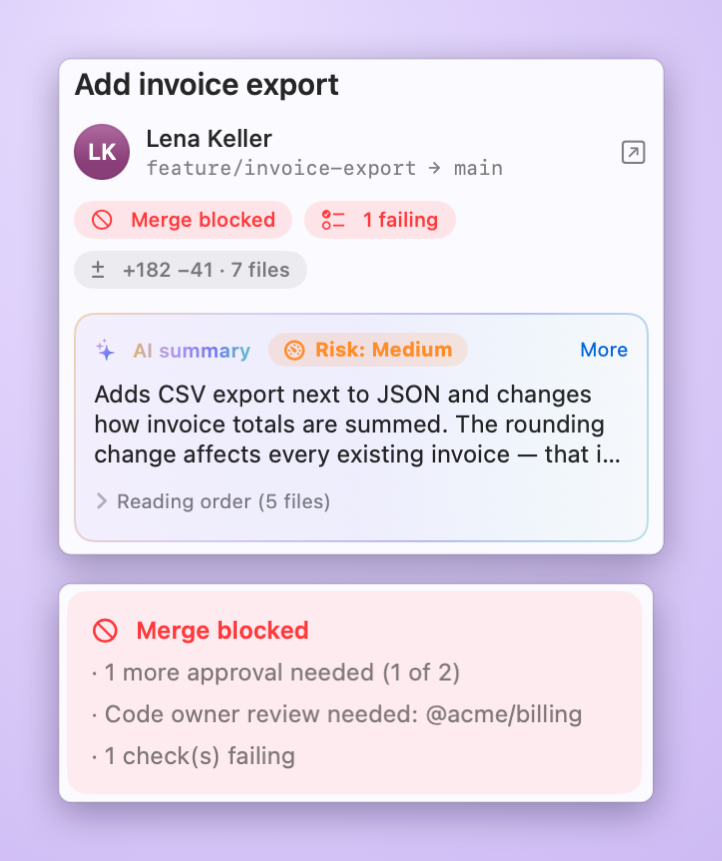 Add invoice export
LK
Lena Keller
feature/invoice-export → main
Merge blocked
1 failing
± +182 −41 · 7 files
AI summary
Risk: Medium
More
Adds CSV export next to JSON and changes
how invoice totals are summed. The rounding
change affects every existing invoice — that i...
Reading order (5 files)
Merge blocked
· 1 more approval needed (1 of 2)
· Code owner review needed: @acme/billing
· 1 check(s) failing